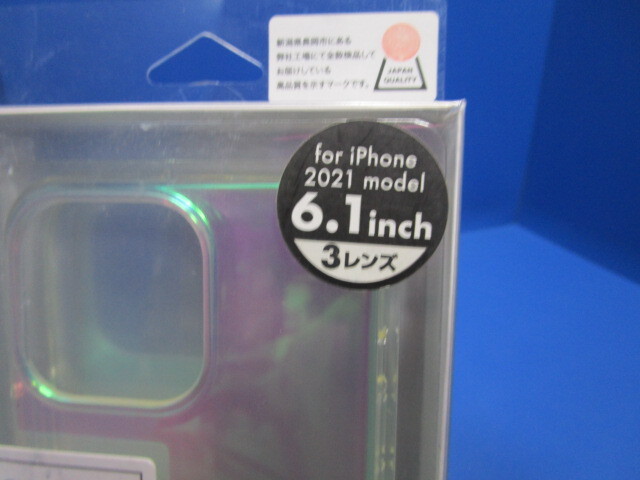 新潟県長岡市にある
弊社工場にて全数検品して
お届けしている
高品質を示すマークです。
JAPAN
QUALITY
for iPhone
2021 model
6.1inch
3レンズ